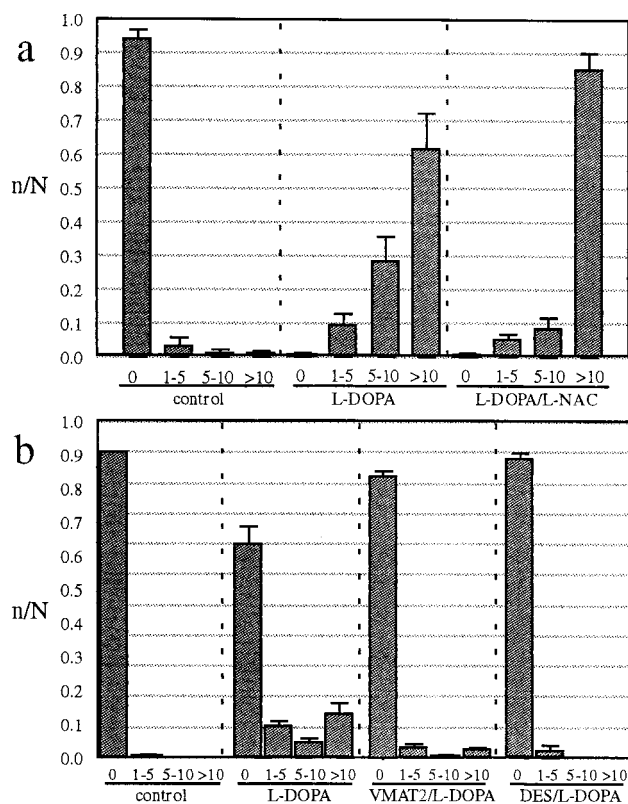 a
1.0
0.9
0.8
0.7
0.6
0.5
0.4
0.3
0.2
0.1
0.0
n/N
0 1-5 5-10 >10 0 1-5 5-10 >10 0 1-5 5-10 >10
control L-DOPA L-DOPA/L-NAC
b
1.0
0.9
0.8
0.7
0.6
0.5
0.4
0.3
0.2
0.1
0.0
n/N
0 1-5 5-10 >10 0 1-5 5-10 >10 0 1-5 5-10 >10 0 1-5 5-10 >10
control L-DOPA VMAT2/L-DOPA DES/L-DOPA